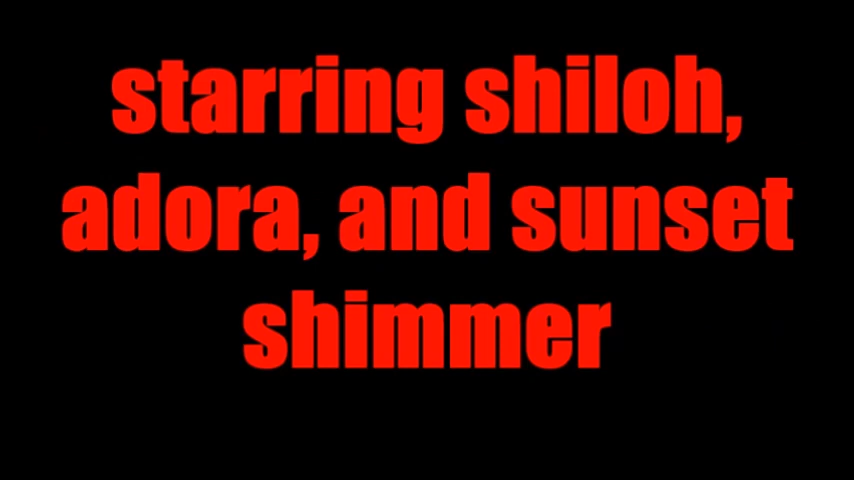 starring shiloh,
adora, and sunset
shimmer